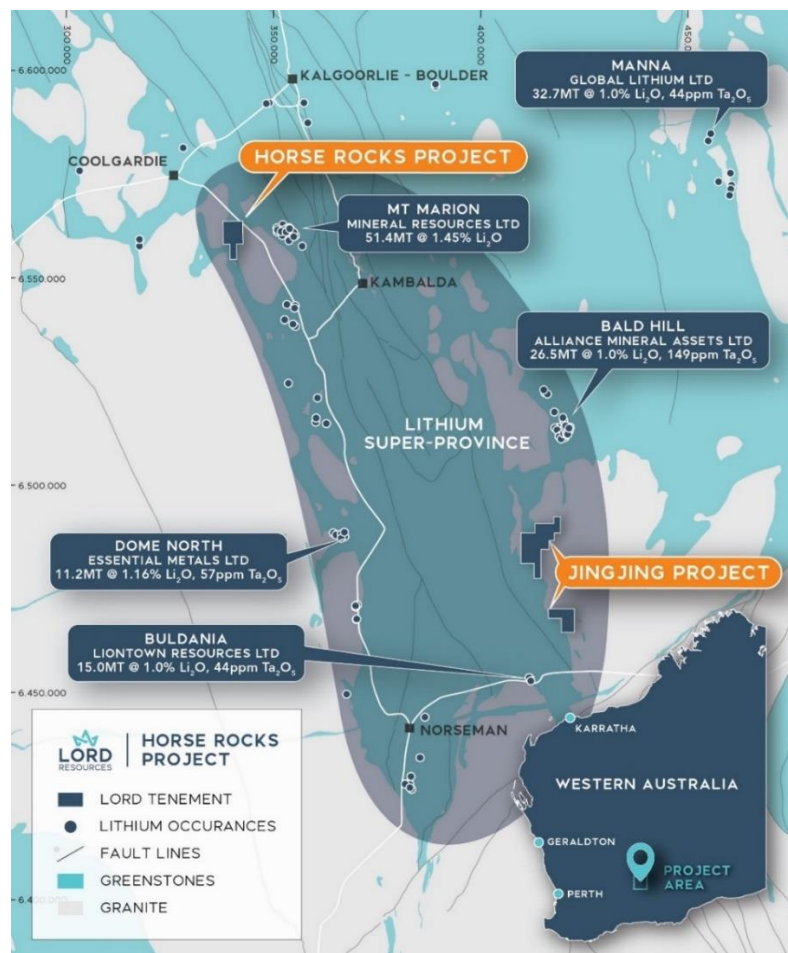 300.000
350.000
400.000
450.000
6.600.000
KALGOORLIE - BOULDER
MANNA
GLOBAL LITHIUM LTD
32.7MT @ 1.0% Li₂O, 44ppm Ta₂O₅
COOLGARDIE
HORSE ROCKS PROJECT
MT MARION
MINERAL RESOURCES LTD
51.4MT @ 1.45% Li₂O
6.550.000
KAMBALDA
BALD HILL
ALLIANCE MINERAL ASSETS LTD
26.5MT @ 1.0% Li₂O, 149ppm Ta₂O₅
LITHIUM
SUPER-PROVINCE
6.500.000
DOME NORTH
ESSENTIAL METALS LTD
11.2MT @ 1.16% Li₂O, 57ppm Ta₂O₅
JINGJING PROJECT
BULDANIA
LIONTOWN RESOURCES LTD
15.0MT @ 1.0% Li₂O, 44ppm Ta₂O₅
6.450.000
NORSEMAN
LORD
RESOURCES
HORSE ROCKS
PROJECT
LORD TENEMENT
LITHIUM OCCURANCES
FAULT LINES
GREENSTONES
GRANITE
KARRATHA
WESTERN AUSTRALIA
GERALDTON
PROJECT
AREA
PERTH